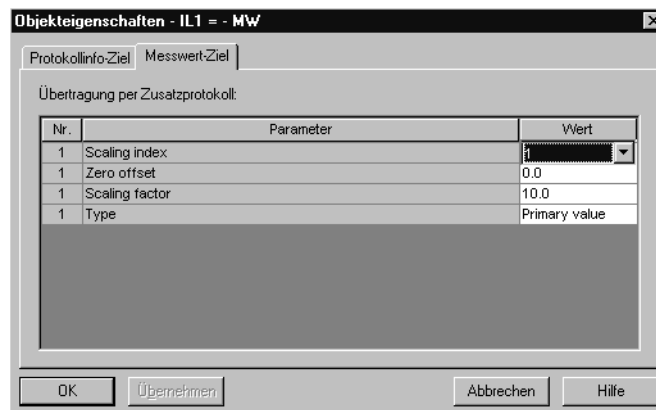 Objekteigenschaften - IL1 = - MW
Protokollinfo-Ziel Messwert-Ziel
Übertragung per Zusatzprotokoll:
Nr. Parameter Wert
1 Scaling index 1
1 Zero offset 0.0
1 Scaling factor 10.0
1 Type Primary value
OK Übernehmen Abbrechen Hilfe